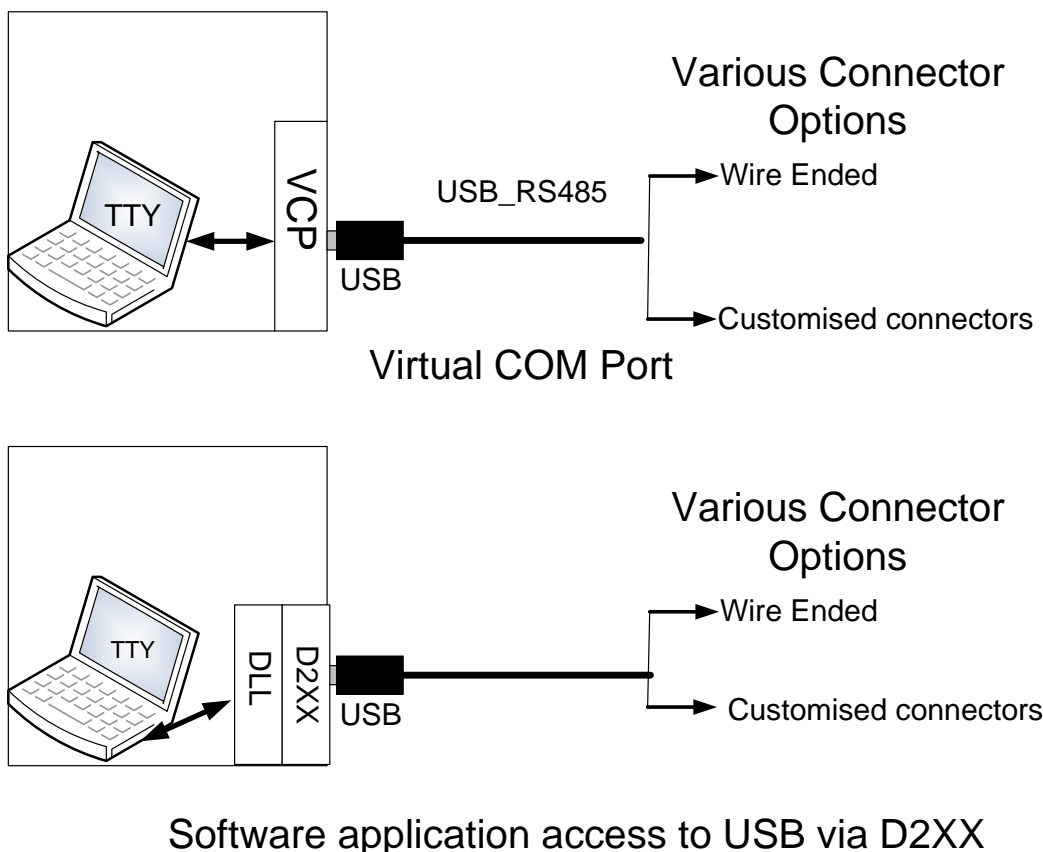 Various Connector
Options
Wire Ended
USB_RS485
TTY
VCP
USB
Customised connectors
Virtual COM Port
Various Connector
Options
Wire Ended
TTY
DLL
D2XX
USB
Customised connectors
Software application access to USB via D2XX